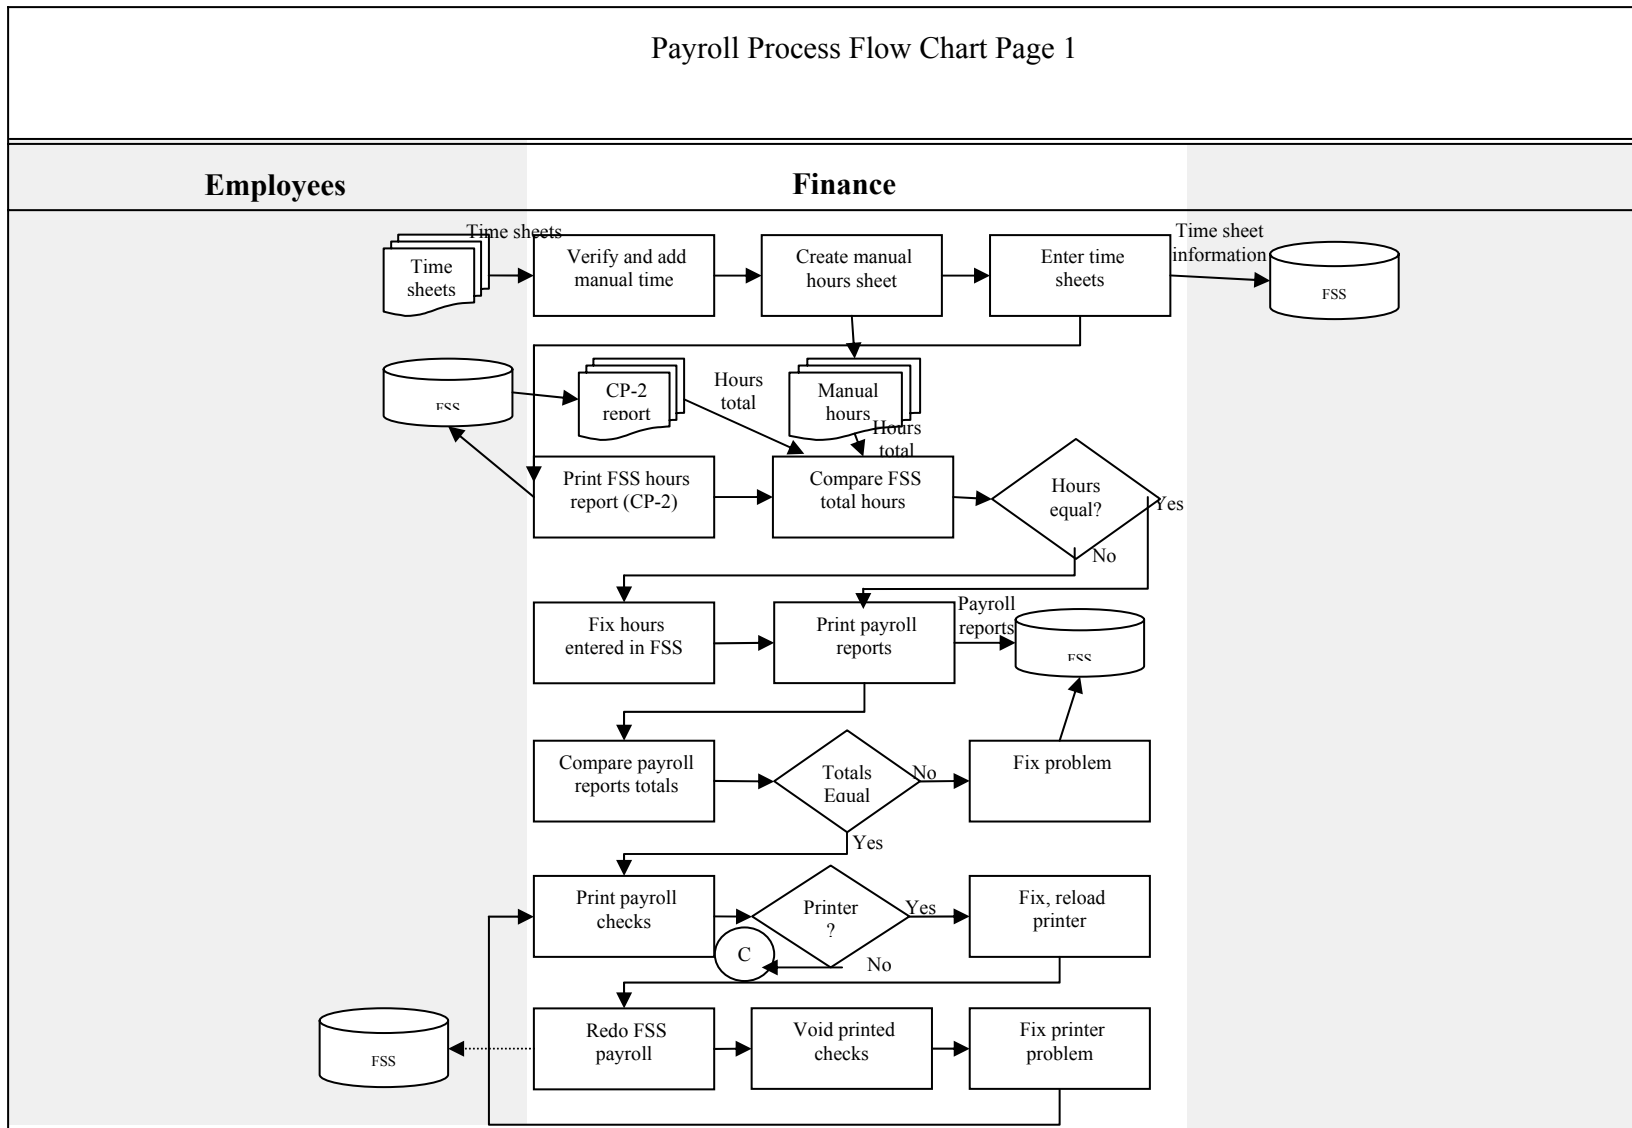 Payroll Process Flow Chart Page 1
Employees
Finance
Time sheets
Time
sheets
Verify and add
manual time
Create manual
hours sheet
Enter time
sheets
Time sheet
information
FSS
FSS
CP-2
report
Hours
total
Manual
hours
Hours
total
Print FSS hours
report (CP-2)
Compare FSS
total hours
Hours
equal?
Yes
No
Fix hours
entered in FSS
Print payroll
reports
Payroll
reports
FSS
Compare payroll
reports totals
Totals
Equal
No
Fix problem
Yes
Print payroll
checks
Printer
?
Yes
Fix, reload
printer
C
No
FSS
Redo FSS
payroll
Void printed
checks
Fix printer
problem